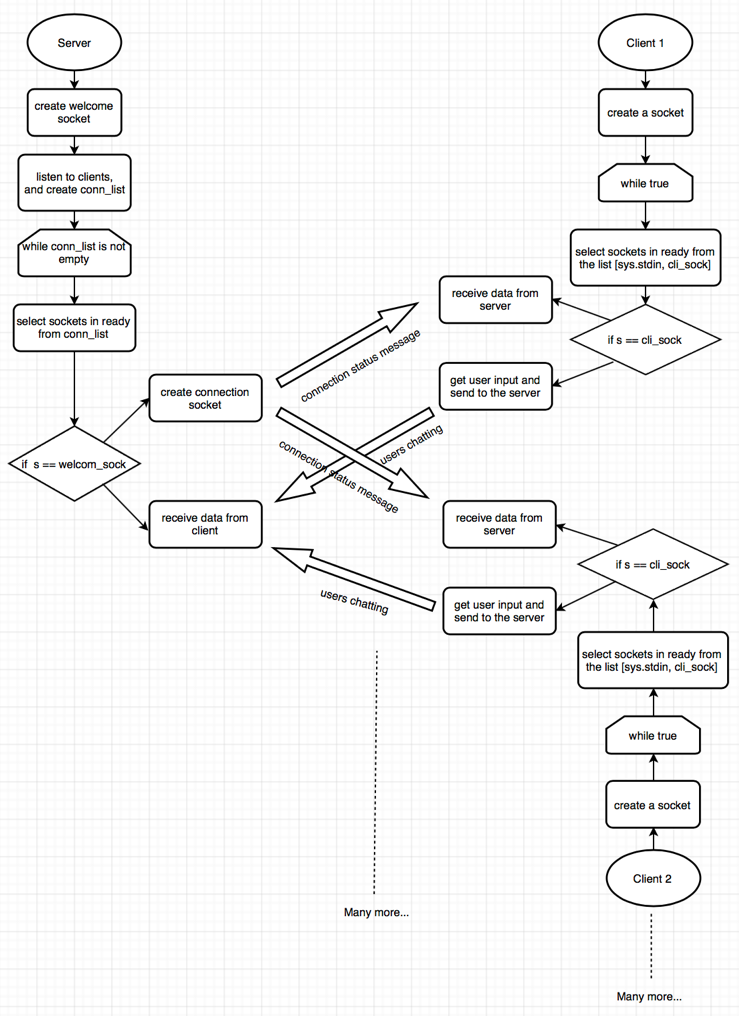 Server
create welcome
socket
listen to clients,
and create conn_list
while conn_list is not
empty
select sockets in ready
from conn_list
if s == welcom_sock
create connection
socket
receive data from
client
connection status message
connection status message
users chatting
users chatting
Client 1
create a socket
while true
select sockets in ready from
the list [sys.stdin, cli_sock]
if s == cli_sock
receive data from
server
get user input and
send to the server
receive data from
server
get user input and
send to the server
if s == cli_sock
select sockets in ready from
the list [sys.stdin, cli_sock]
while true
create a socket
Client 2
Many more...
Many more...